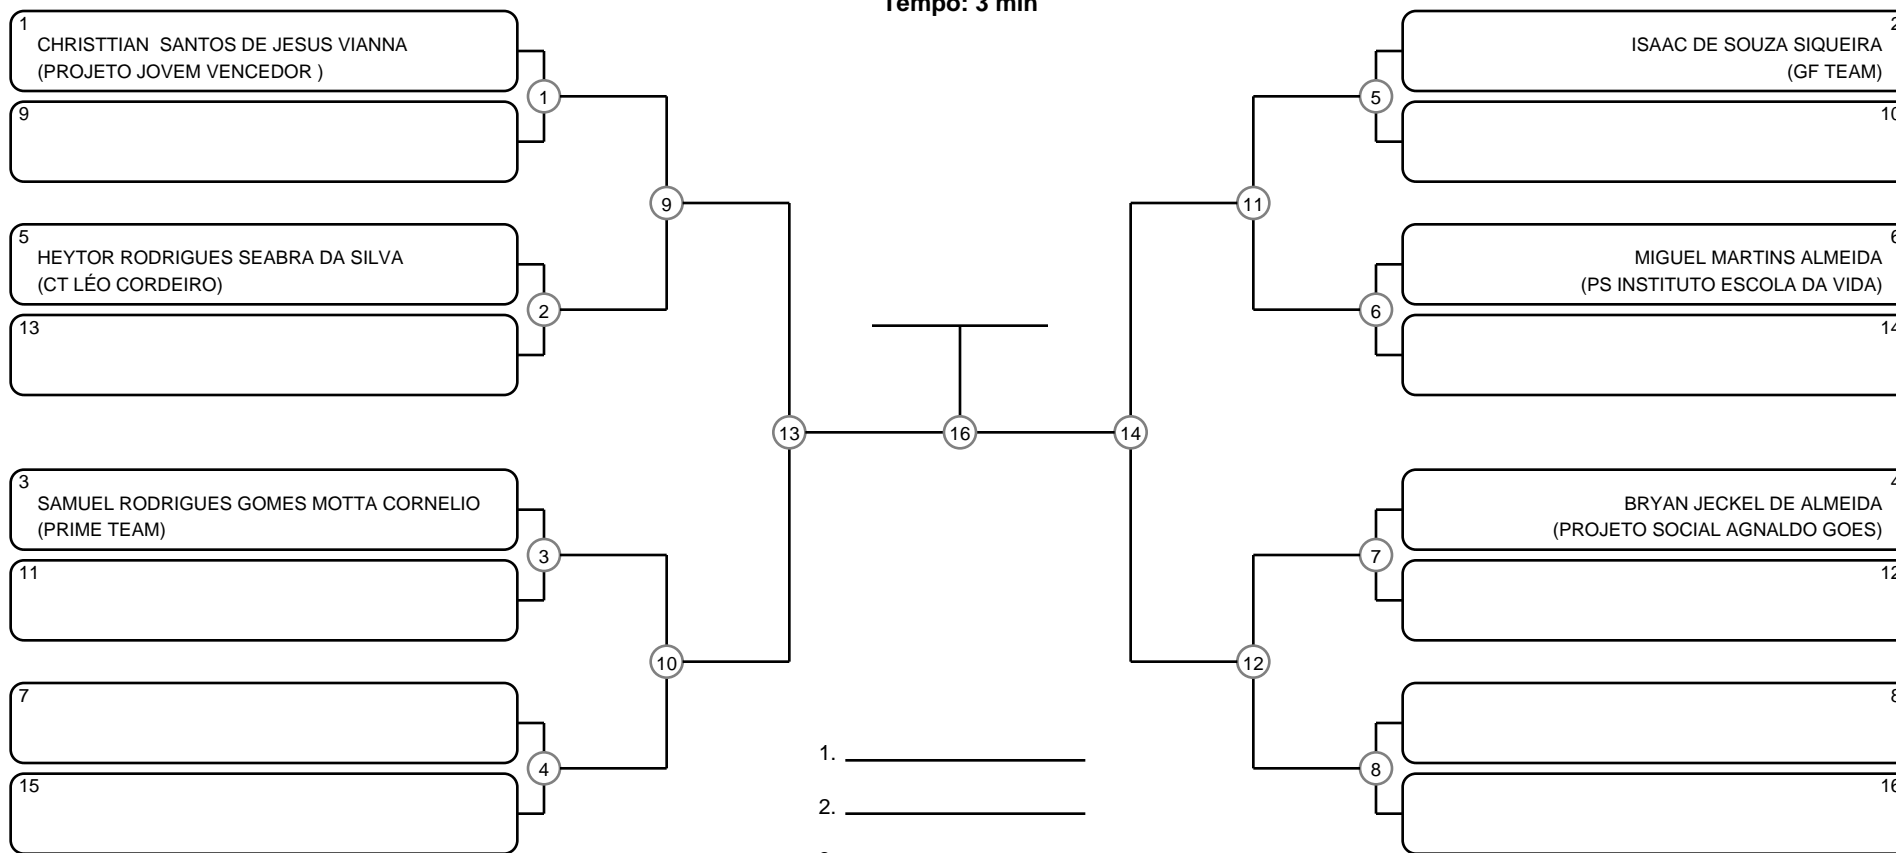 Tempo: 3 min
1
CHRISTTIAN SANTOS DE JESUS VIANNA
(PROJETO JOVEM VENCEDOR )
9
1
5
HEYTOR RODRIGUES SEABRA DA SILVA
(CT LÉO CORDEIRO)
13
2
9
3
SAMUEL RODRIGUES GOMES MOTTA CORNELIO
(PRIME TEAM)
11
3
7
15
4
10
13
16
14
2
ISAAC DE SOUZA SIQUEIRA
(GF TEAM)
10
5
6
MIGUEL MARTINS ALMEIDA
(PS INSTITUTO ESCOLA DA VIDA)
14
6
11
4
BRYAN JECKEL DE ALMEIDA
(PROJETO SOCIAL AGNALDO GOES)
12
7
8
16
8
12
1.
2.